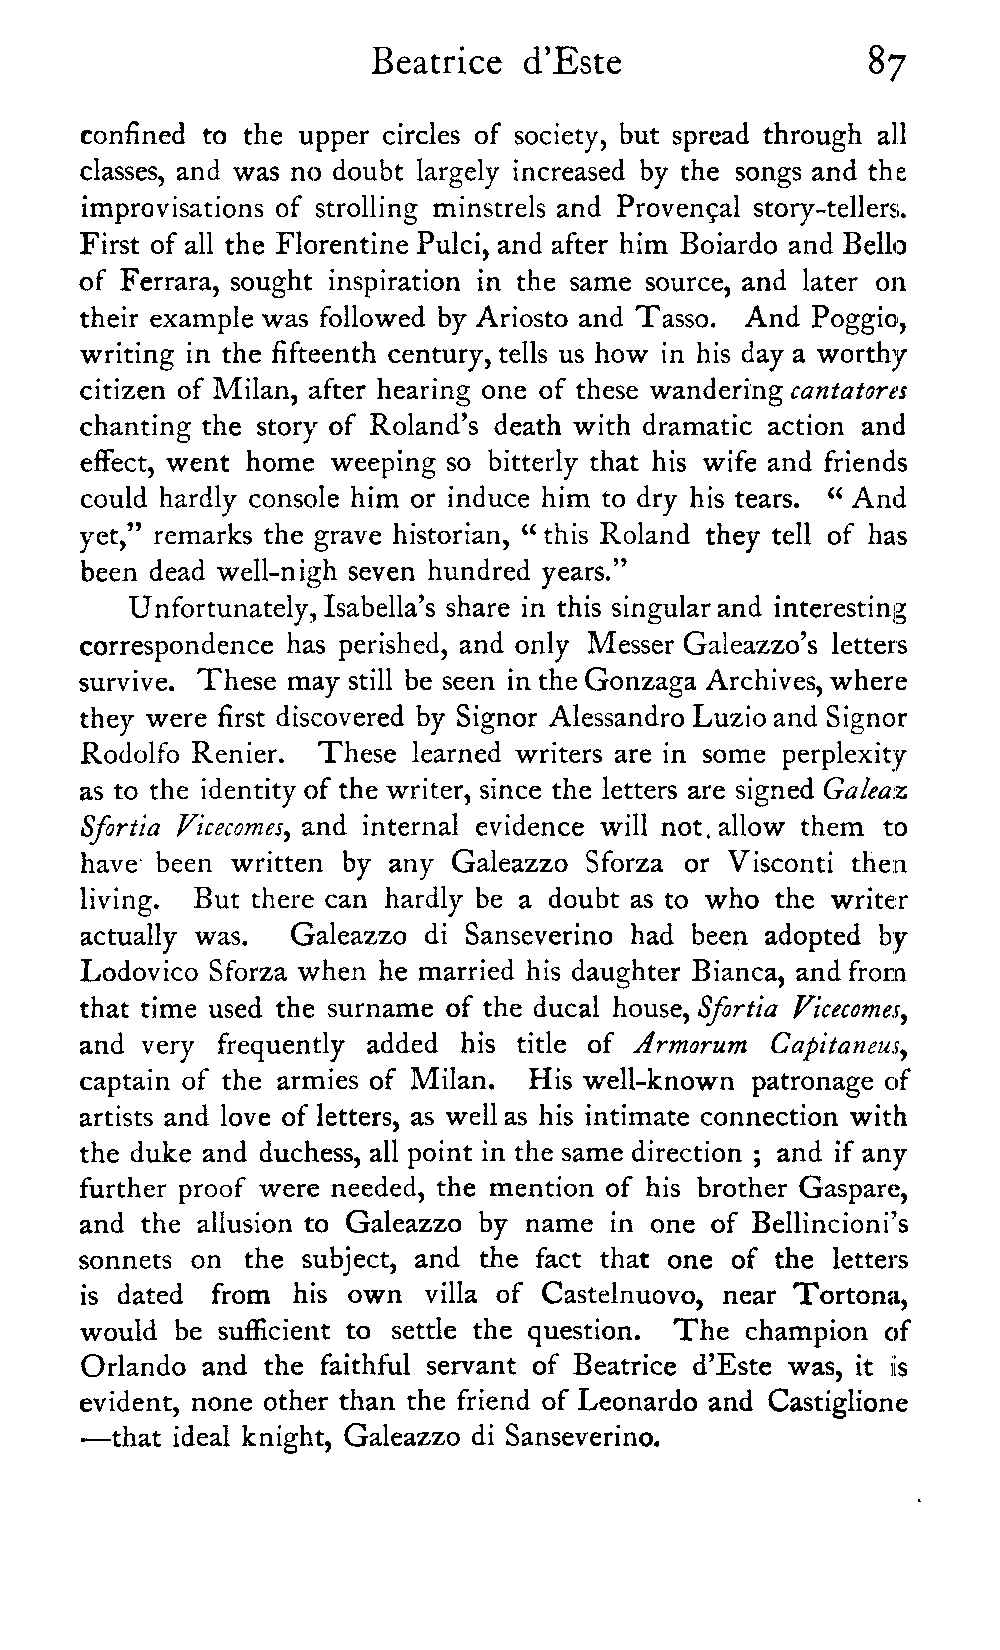 Beatrice d'Este 87
confined to the upper circles of society, but spread through all
classes, and was no doubt largely increased by the songs and the
improvisations of strolling minstrels and Provençal story-tellers.
First of all the Florentine Pulci, and after him Boiardo and Bello
of Ferrara, sought inspiration in the same source, and later on
their example was followed by Ariosto and Tasso. And Poggio,
writing in the fifteenth century, tells us how in his day a worthy
citizen of Milan, after hearing one of these wandering cantatores
chanting the story of Roland's death with dramatic action and
effect, went home weeping so bitterly that his wife and friends
could hardly console him or induce him to dry his tears. "And
yet," remarks the grave historian, "this Roland they tell of has
been dead well-nigh seven hundred years."
Unfortunately, Isabella's share in this singular and interesting
correspondence has perished, and only Messer Galeazzo's letters
survive. These may still be seen in the Gonzaga Archives, where
they were first discovered by Signor Alessandro Luzio and Signor
Rodolfo Renier. These learned writers are in some perplexity
as to the identity of the writer, since the letters are signed Galeaz
Sfortia Vicecomes, and internal evidence will not allow them to
have been written by any Galeazzo Sforza or Visconti then
living. But there can hardly be a doubt as to who the writer
actually was. Galeazzo di Sanseverino had been adopted by
Lodovico Sforza when he married his daughter Bianca, and from
that time used the surname of the ducal house, Sfortia Vicecomes,
and very frequently added his title of Armorum Capitaneus,
captain of the armies of Milan. His well-known patronage of
artists and love of letters, as well as his intimate connection with
the duke and duchess, all point in the same direction ; and if any
further proof were needed, the mention of his brother Gaspare,
and the allusion to Galeazzo by name in one of Bellincioni's
sonnets on the subject, and the fact that one of the letters
is dated from his own villa of Castelnuovo, near Tortona,
would be sufficient to settle the question. The champion of
Orlando and the faithful servant of Beatrice d'Este was, it is
evident, none other than the friend of Leonardo and Castiglione
—that ideal knight, Galeazzo di Sanseverino.